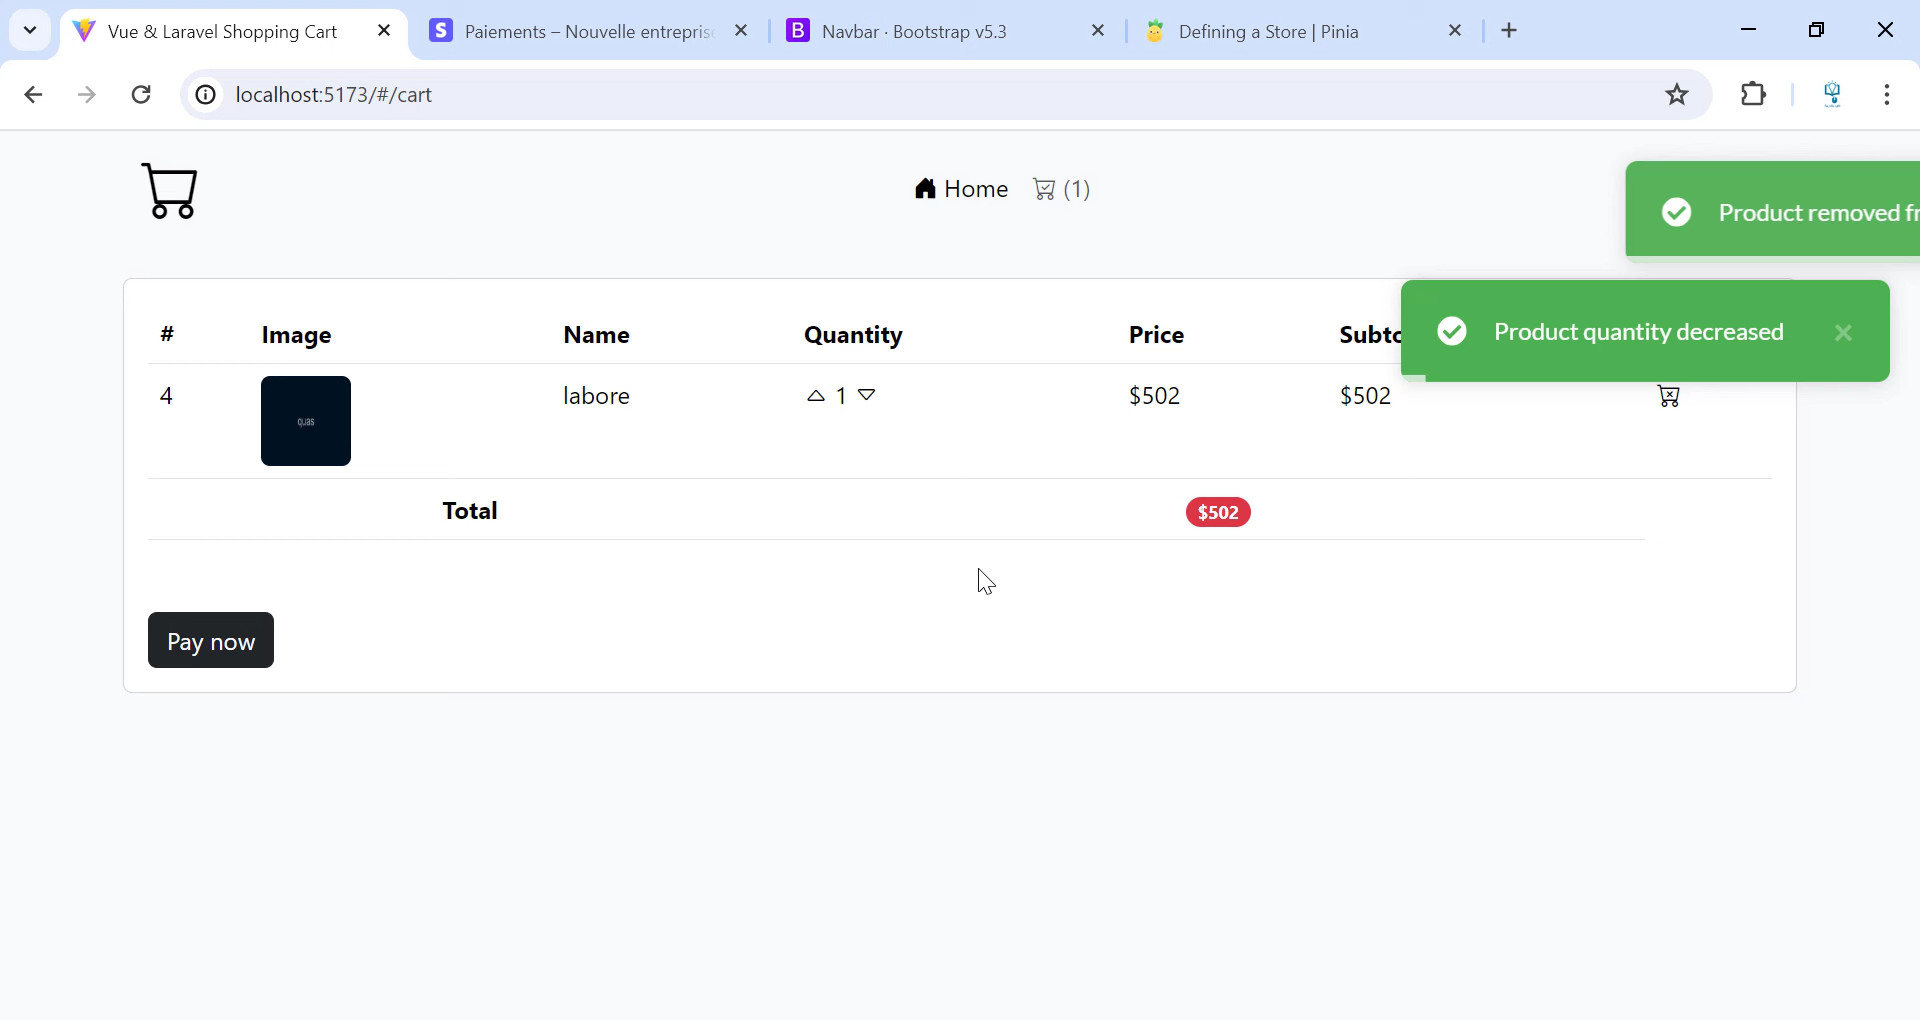 Vue & Laravel Shopping Cart
Paiements – Nouvelle entrepris
Navbar · Bootstrap v5.3
Defining a Store | Pinia
localhost:5173/#/cart
Home (1)
Product removed fr
# Image Name Quantity Price Subto
Product quantity decreased
4 labore 1 $502 $502
quas
Total $502
Pay now